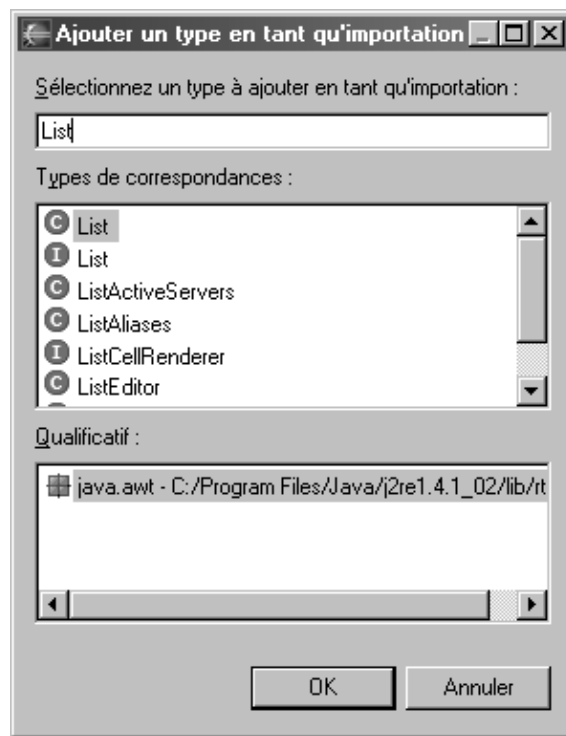 Ajouter un type en tant qu'importation
Sélectionnez un type à ajouter en tant qu'importation :
List
Types de correspondances :
C List
I List
C ListActiveServers
C ListAliases
I ListCellRenderer
C ListEditor
Qualificatif :
java.awt - C:/Program Files/Java/j2re1.4.1_02/lib/rt
OK
Annuler